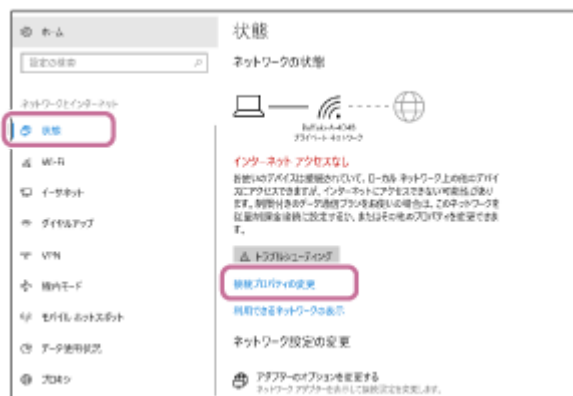 ホーム
設定の検索
ネットワークとインターネット
状態
Wi-Fi
イーサネット
ダイヤルアップ
VPN
機内モード
モバイル ホットスポット
データ使用状況
プロキシ
状態
ネットワークの状態
プライベート ネットワーク
インターネット アクセスなし
お使いのデバイスは接続されていて、ローカル ネットワーク上の他のデバイ
スにアクセスできますが、インターネットにアクセスできない可能性があり
ます。制限付きのデータ通信プランをお使いの場合は、このネットワークを
従量制課金接続に設定するか、またはその他のプロパティを変更できま
す。
トラブルシューティング
接続プロパティの変更
利用できるネットワークの表示
ネットワーク設定の変更
アダプターのオプションを変更する
ネットワーク アダプターを表示して接続設定を変更します。